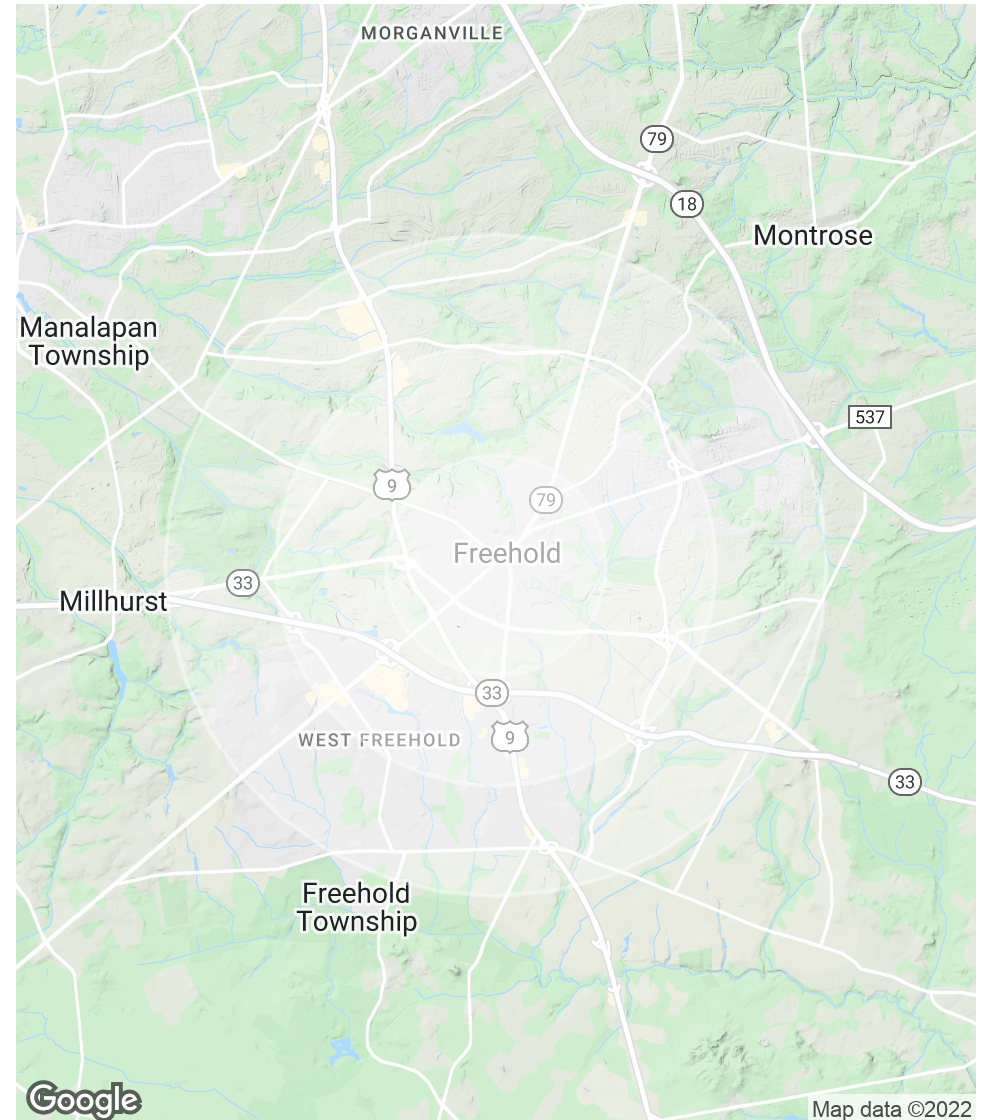 MORGANVILLE
79
18
Montrose
Manalapan
Township
537
9
79
Freehold
33
Millhurst
33
9
WEST FREEHOLD
33
Freehold
Township
Google
Map data ©2022